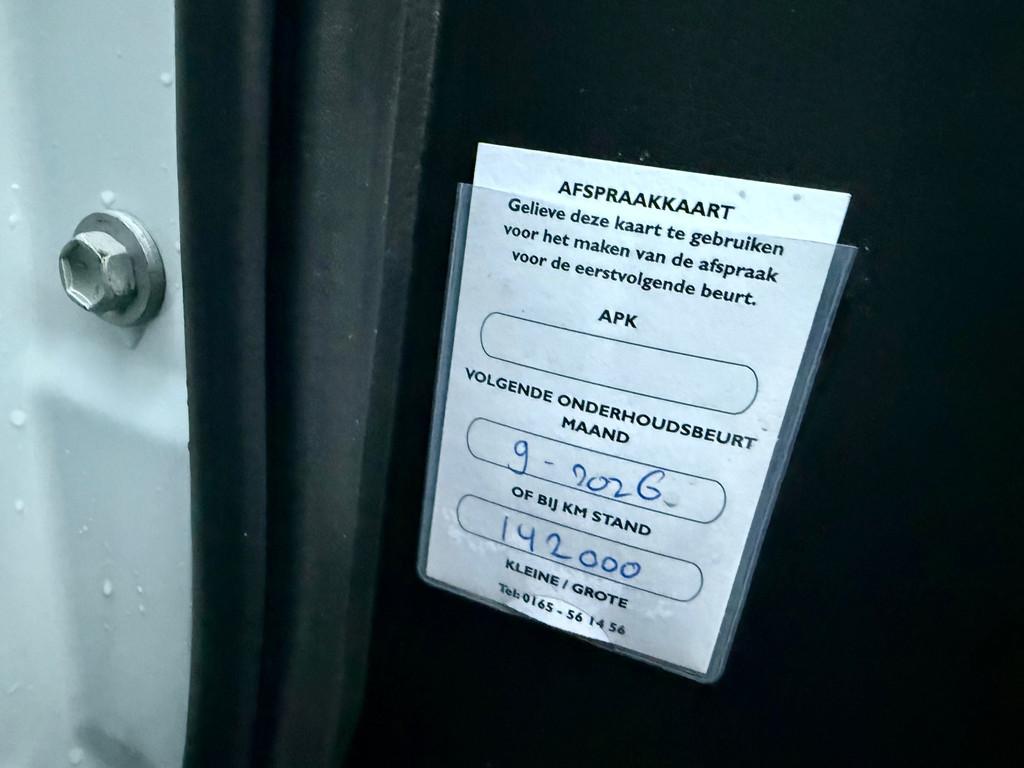 AFSPRAAKKAART
Gelieve deze kaart te gebruiken
voor het maken van de afspraak
voor de eerstvolgende beurt.
APK
VOLGENDE ONDERHOUDSBEURT
MAAND
9-2026
OF BIJ KM STAND
142000
KLEINE / GROTE
Tel: 0165 - 56 14 56